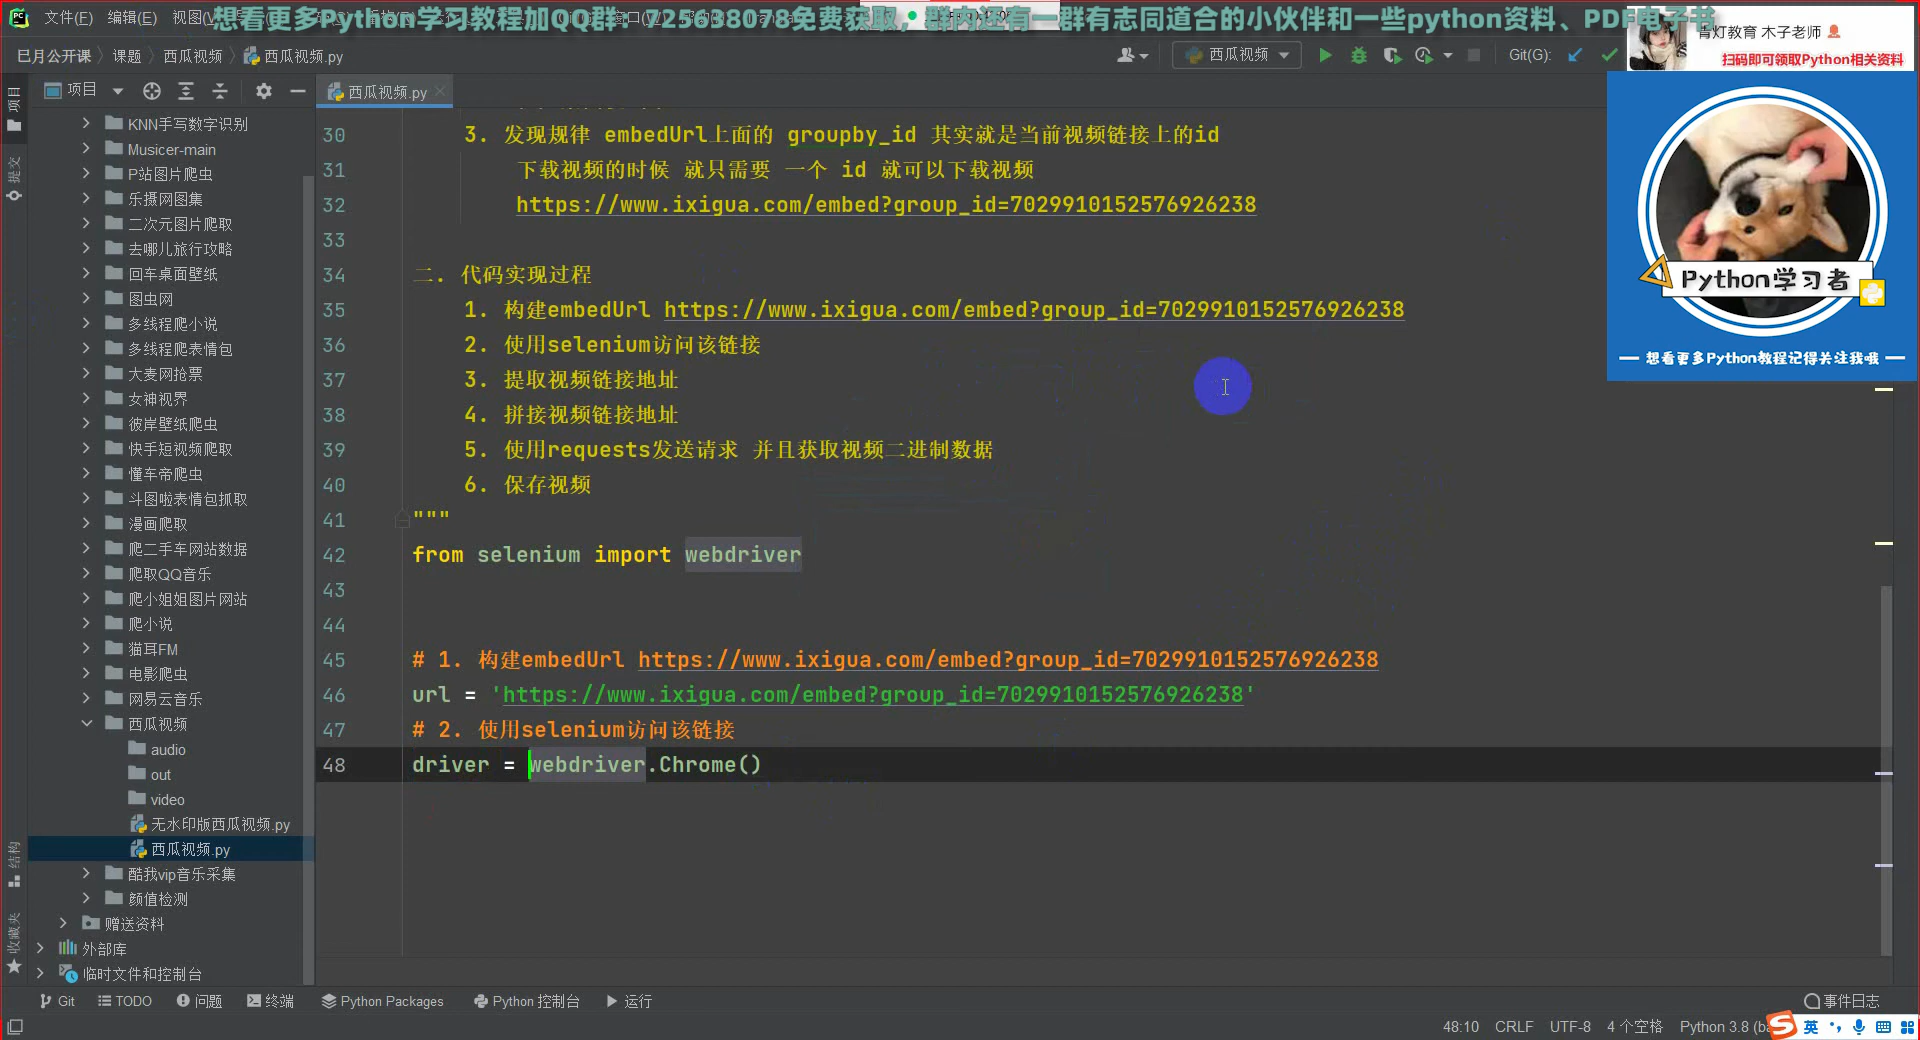 想看更多Python学习教程加QQ群: 725638078免费获取，群内还有一群有志同道合的小伙伴和一些python资料、PDF电子书
文件(F) 编辑(E) 视图(V
青灯教育 木子老师
扫码即可领取Python相关资料
巳月公开课 课题 西瓜视频 西瓜视频.py
西瓜视频
Git(G):
项目
西瓜视频.py
项目
提交
结构
收藏夹
KNN手写数字识别
Musicer-main
P站图片爬虫
乐摄网图集
二次元图片爬取
去哪儿旅行攻略
回车桌面壁纸
图虫网
多线程爬小说
多线程爬表情包
大麦网抢票
女神视界
彼岸壁纸爬虫
快手短视频爬取
懂车帝爬虫
斗图啦表情包抓取
漫画爬取
爬二手车网站数据
爬取QQ音乐
爬小姐姐图片网站
爬小说
猫耳FM
电影爬虫
网易云音乐
西瓜视频
audio
out
video
无水印版西瓜视频.py
西瓜视频.py
酷我vip音乐采集
颜值检测
赠送资料
外部库
临时文件和控制台
30 3. 发现规律 embedUrl上面的 groupby_id 其实就是当前视频链接上的id
31 下载视频的时候 就只需要 一个 id 就可以下载视频
32 https://www.ixigua.com/embed?group_id=7029910152576926238
33
34 二. 代码实现过程
35 1. 构建embedUrl https://www.ixigua.com/embed?group_id=7029910152576926238
36 2. 使用selenium访问该链接
37 3. 提取视频链接地址
38 4. 拼接视频链接地址
39 5. 使用requests发送请求 并且获取视频二进制数据
40 6. 保存视频
41 """
42 from selenium import webdriver
43
44
45 # 1. 构建embedUrl https://www.ixigua.com/embed?group_id=7029910152576926238
46 url = 'https://www.ixigua.com/embed?group_id=7029910152576926238'
47 # 2. 使用selenium访问该链接
48 driver = webdriver.Chrome()
Python学习者
想看更多Python教程记得关注我哦
Git TODO 问题 终端 Python Packages Python 控制台 运行 事件日志
48:10 CRLF UTF-8 4 个空格 Python 3.8 (ba
英